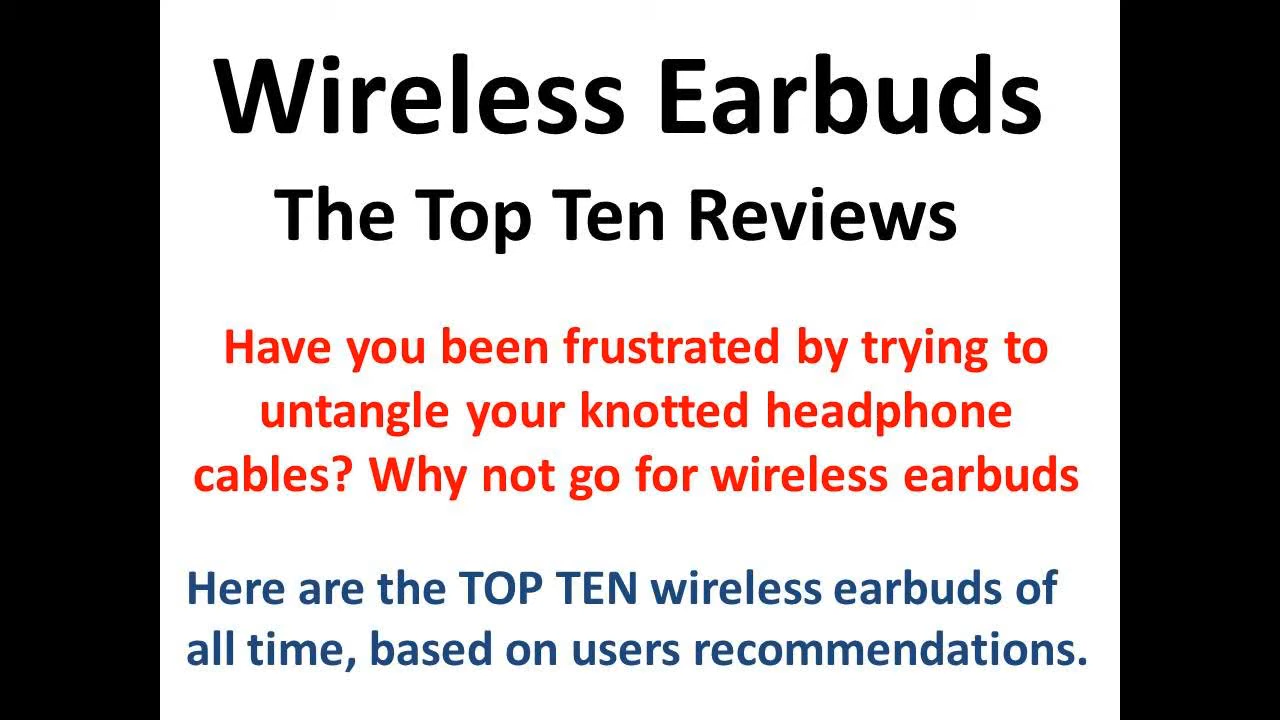 Wireless Earbuds
The Top Ten Reviews
Have you been frustrated by trying to
untangle your knotted headphone
cables? Why not go for wireless earbuds
Here are the TOP TEN wireless earbuds of
all time, based on users recommendations.